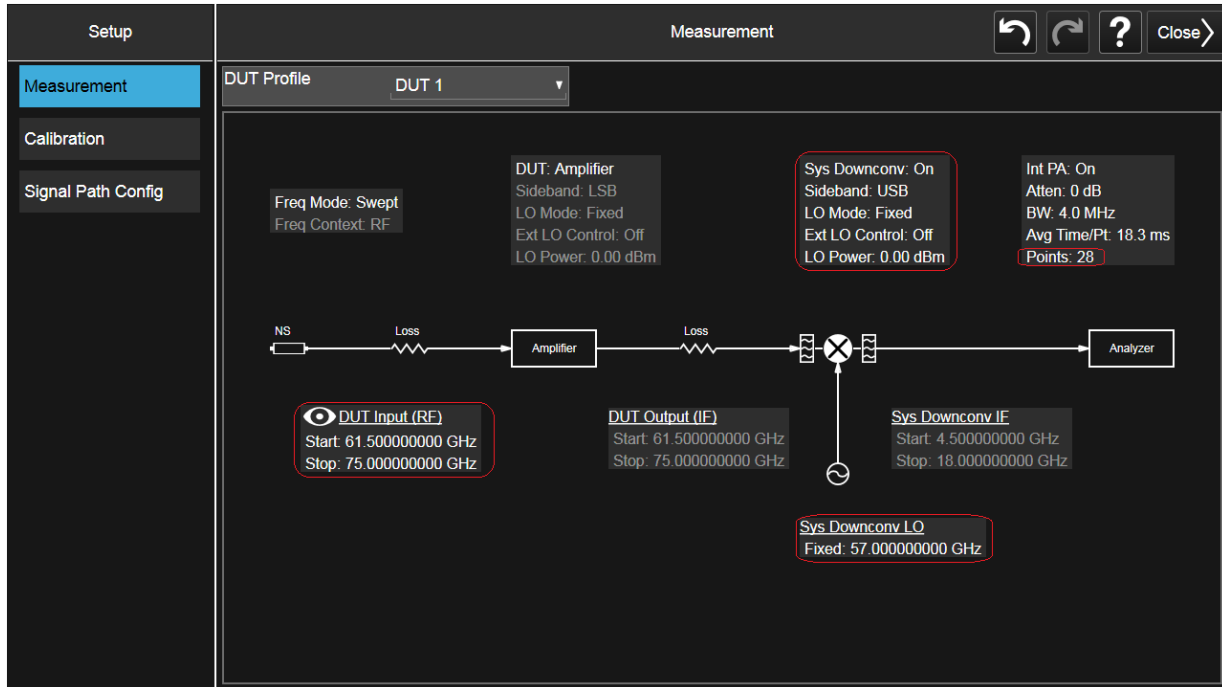 Setup
Measurement
? Close
Measurement
Calibration
Signal Path Config
DUT Profile DUT 1
Freq Mode: Swept
Freq Context: RF
DUT: Amplifier
Sideband: LSB
LO Mode: Fixed
Ext LO Control: Off
LO Power: 0.00 dBm
Sys Downconv: On
Sideband: USB
LO Mode: Fixed
Ext LO Control: Off
LO Power: 0.00 dBm
Int PA: On
Atten: 0 dB
BW: 4.0 MHz
Avg Time/Pt: 18.3 ms
Points: 28
NS
Loss
Amplifier
Loss
Analyzer
DUT Input (RF)
Start: 61.500000000 GHz
Stop: 75.000000000 GHz
DUT Output (IF)
Start: 61.500000000 GHz
Stop: 75.000000000 GHz
Sys Downconv IF
Start: 4.500000000 GHz
Stop: 18.000000000 GHz
Sys Downconv LO
Fixed: 57.000000000 GHz